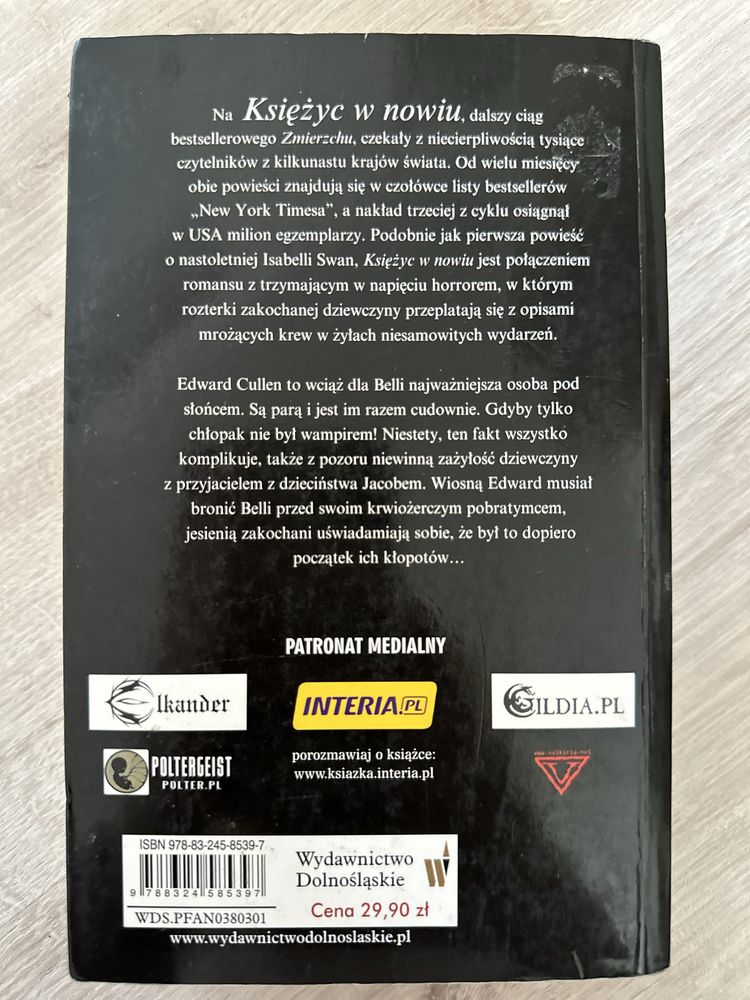 Na Księżyc w nowiu, dalszy ciąg
bestsellerowego Zmierzchu, czekały z niecierpliwością tysiące
czytelników z kilkunastu krajów świata. Od wielu miesięcy
obie powieści znajdują się w czołówce listy bestsellerów
„New York Timesa”, a nakład trzeciej z cyklu osiągnął
w USA milion egzemplarzy. Podobnie jak pierwsza powieść
o nastoletniej Isabelli Swan, Księżyc w nowiu jest połączeniem
romansu z trzymającym w napięciu horrorem, w którym
rozterki zakochanej dziewczyny przeplatają się z opisami
mrożących krew w żyłach niesamowitych wydarzeń.
Edward Cullen to wciąż dla Belli najważniejsza osoba pod
słońcem. Są parą i jest im razem cudownie. Gdyby tylko
chłopak nie był wampirem! Niestety, ten fakt wszystko
komplikuje, także z pozoru niewinną zażyłość dziewczyny
z przyjacielem z dzieciństwa Jacobem. Wiosną Edward musiał
bronić Belli przed swoim krwiożerczym pobratymcem,
jesienią zakochani uświadamiają sobie, że był to dopiero
początek ich kłopotów…
PATRONAT MEDIALNY
Elkander
INTERIA.PL
GILDIA.PL
POLTERGEIST
POLTER.PL
porozmawiaj o książce:
www.ksiazka.interia.pl
www.valkiria.net
V
ISBN 978-83-245-8539-7
9 788324 585397
WDS.PFAN0380301
Wydawnictwo
Dolnośląskie
W
Cena 29,90 zł
www.wydawnictwodolnoslaskie.pl